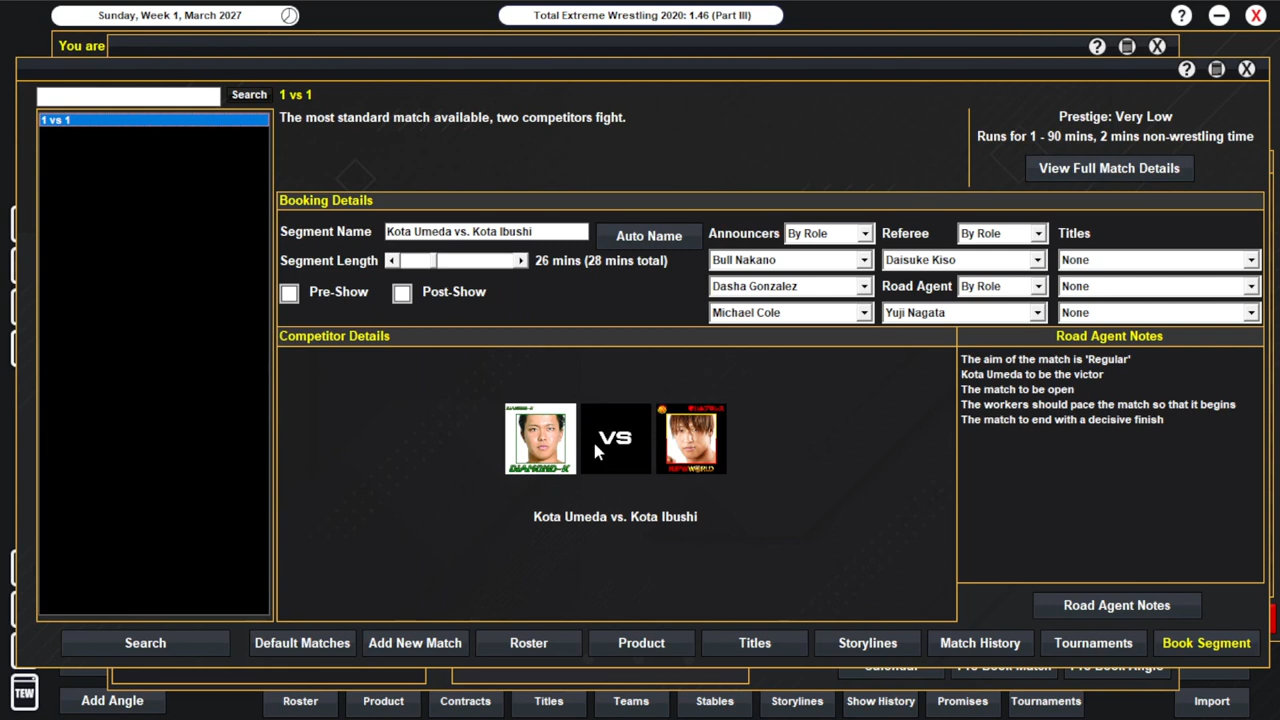 Sunday, Week 1, March 2027
Total Extreme Wrestling 2020: 1.46 (Part III)
?
X
You are
?
X
?
X
Search
1 vs 1
1 vs 1
The most standard match available, two competitors fight.
Prestige: Very Low
Runs for 1 - 90 mins, 2 mins non-wrestling time
View Full Match Details
Booking Details
Segment Name
Kota Umeda vs. Kota Ibushi
Auto Name
Announcers
By Role
Referee
By Role
Titles
Segment Length
26 mins (28 mins total)
Bull Nakano
Daisuke Kiso
None
Pre-Show
Post-Show
Dasha Gonzalez
Road Agent
By Role
None
Michael Cole
Yuji Nagata
None
Competitor Details
Road Agent Notes
The aim of the match is 'Regular'
Kota Umeda to be the victor
The match to be open
The workers should pace the match so that it begins
The match to end with a decisive finish
DIAMOND-K
VS
Kota Umeda vs. Kota Ibushi
Road Agent Notes
Search
Default Matches
Add New Match
Roster
Product
Titles
Storylines
Match History
Tournaments
Book Segment
TEW
Add Angle
Roster
Product
Contracts
Titles
Teams
Stables
Storylines
Show History
Promises
Tournaments
Import